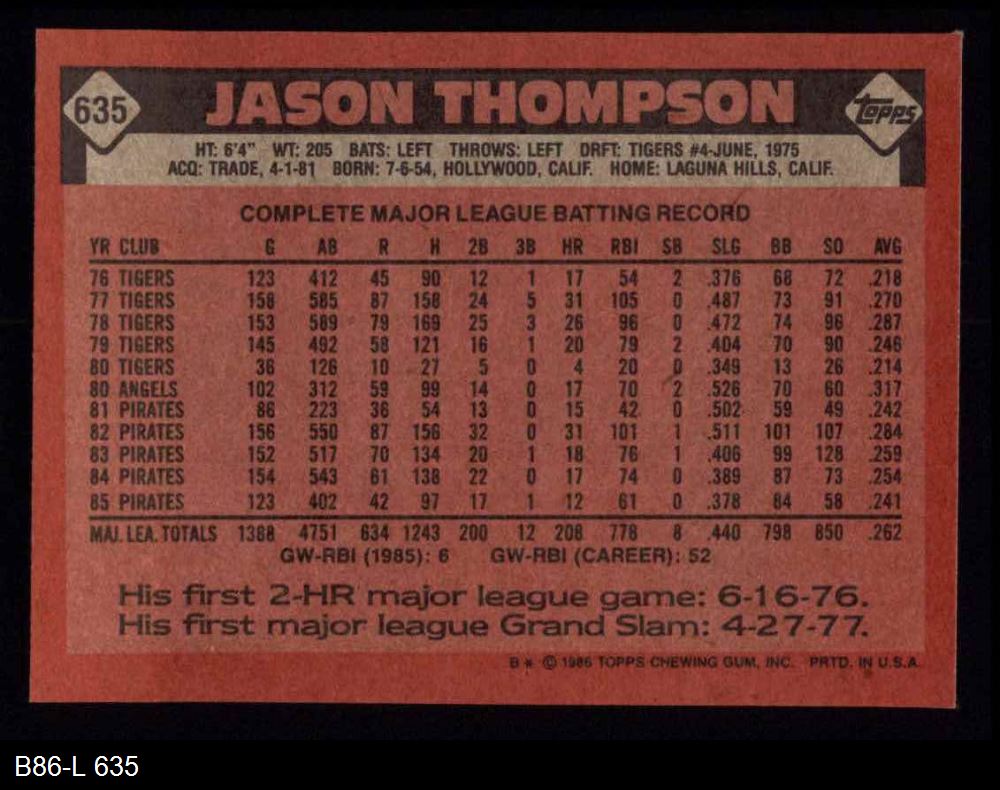 635 JASON THOMPSON topps
HT: 6'4" WT: 205 BATS: LEFT THROWS: LEFT DRFT: TIGERS #4-JUNE, 1975
ACQ: TRADE, 4-1-81 BORN: 7-6-54, HOLLYWOOD, CALIF. HOME: LAGUNA HILLS, CALIF.
COMPLETE MAJOR LEAGUE BATTING RECORD
YR CLUB G AB R H 2B 3B HR RBI SB SLG BB SO AVG
76 TIGERS 123 412 45 90 12 1 17 54 2 .376 68 72 .218
77 TIGERS 158 585 87 158 24 5 31 105 0 .487 73 91 .270
78 TIGERS 153 589 79 169 25 3 26 96 0 .472 74 96 .287
79 TIGERS 145 492 58 121 16 1 20 79 2 .404 70 90 .246
80 TIGERS 36 126 10 27 5 0 4 20 0 .349 13 26 .214
80 ANGELS 102 312 59 99 14 0 17 70 2 .526 70 60 .317
81 PIRATES 86 223 36 54 13 0 15 42 0 .502 59 49 .242
82 PIRATES 156 550 87 156 32 0 31 101 1 .511 101 107 .284
83 PIRATES 152 517 70 134 20 1 18 76 1 .406 99 128 .259
84 PIRATES 154 543 61 138 22 0 17 74 0 .389 87 73 .254
85 PIRATES 123 402 42 97 17 1 12 61 0 .378 84 58 .241
MAJ. LEA. TOTALS 1388 4751 634 1243 200 12 208 778 8 .440 798 850 .262
GW-RBI (1985): 6 GW-RBI (CAREER): 52
His first 2-HR major league game: 6-16-76.
His first major league Grand Slam: 4-27-77.
B* © 1986 TOPPS CHEWING GUM, INC. PRTD. IN U.S.A.
B86-L 635